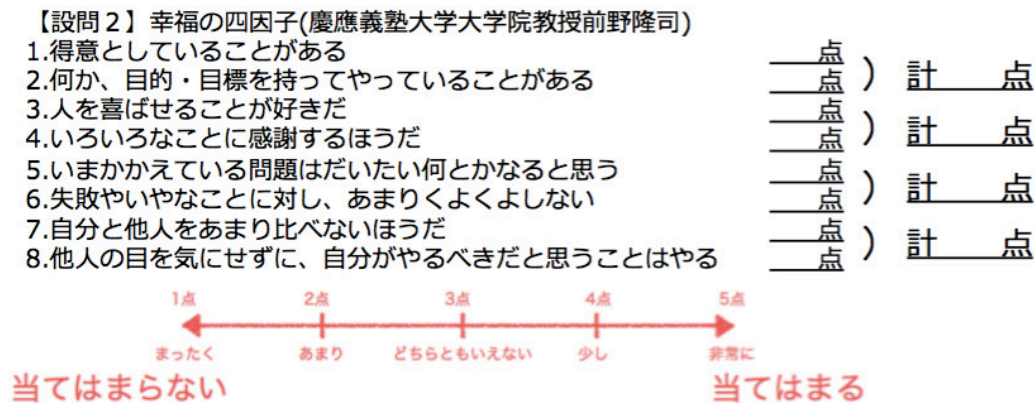 【設問2】幸福の四因子(慶應義塾大学大学院教授前野隆司)
1.得意としていることがある 点
2.何か、目的・目標を持ってやっていることがある 点 ) 計 点
3.人を喜ばせることが好きだ 点
4.いろいろなことに感謝するほうだ 点 ) 計 点
5.いまかかえている問題はだいたい何とかなると思う 点
6.失敗やいやなことに対し、あまりくよくよしない 点 ) 計 点
7.自分と他人をあまり比べないほうだ 点
8.他人の目を気にせずに、自分がやるべきだと思うことはやる 点 ) 計 点
1点 2点 3点 4点 5点
まったく あまり どちらともいえない 少し 非常に
当てはまらない 当てはまる